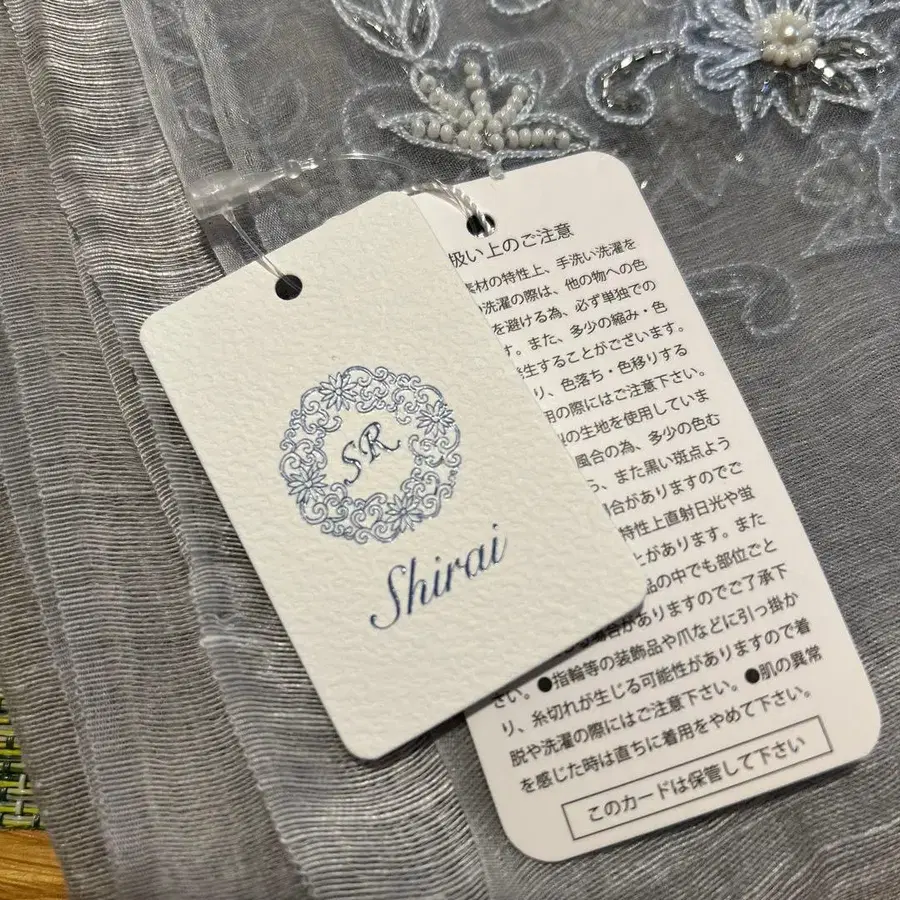 SR
Shirai
扱い上のご注意
素材の特性上、手洗い洗濯を
洗濯の際は、他の物への色
を避ける為、必ず単独での
す。また、多少の縮み・色
発生することがございます。
り、色落ち・色移りする
用の際にはご注意下さい。
の生地を使用していま
風合の為、多少の色む
ら、また黒い斑点よう
場合がありますのでご
特性上直射日光や蛍
とがあります。また
品の中でも部位ごと
場合がありますのでご了承下
さい。●指輪等の装飾品や爪などに引っ掛か
り、糸切れが生じる可能性がありますので着
脱や洗濯の際にはご注意下さい。●肌の異常
を感じた時は直ちに着用をやめて下さい。
このカードは保管して下さい